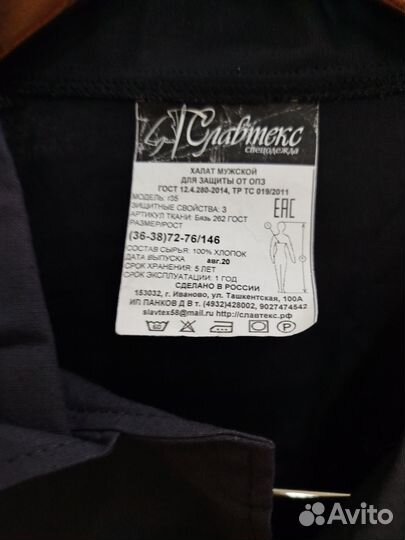 Славтекс
спецодежда
ХАЛАТ МУЖСКОЙ
ДЛЯ ЗАЩИТЫ ОТ ОПЗ
ГОСТ 12.4.280-2014, ТР ТС 019/2011
МОДЕЛЬ: r35
ЗАЩИТНЫЕ СВОЙСТВА: З
АРТИКУЛ ТКАНИ: Бязь 262 ГОСТ
РАЗМЕР/РОСТ
EAC
(36-38)72-76/146
СОСТАВ СЫРЬЯ: 100% ХЛОПОК
ДАТА ВЫПУСКА авг.20
СРОК ХРАНЕНИЯ: 5 ЛЕТ
СРОК ЭКСПЛУАТАЦИИ: 1 ГОД
СДЕЛАНО В РОССИИ
153032, г. Иваново, ул. Ташкентская, 100А
ИП ПАНКОВ Д В т. (4932)428002, 9027474542
slavtex58@mail.ru http://славтекс.рф
P
Avito